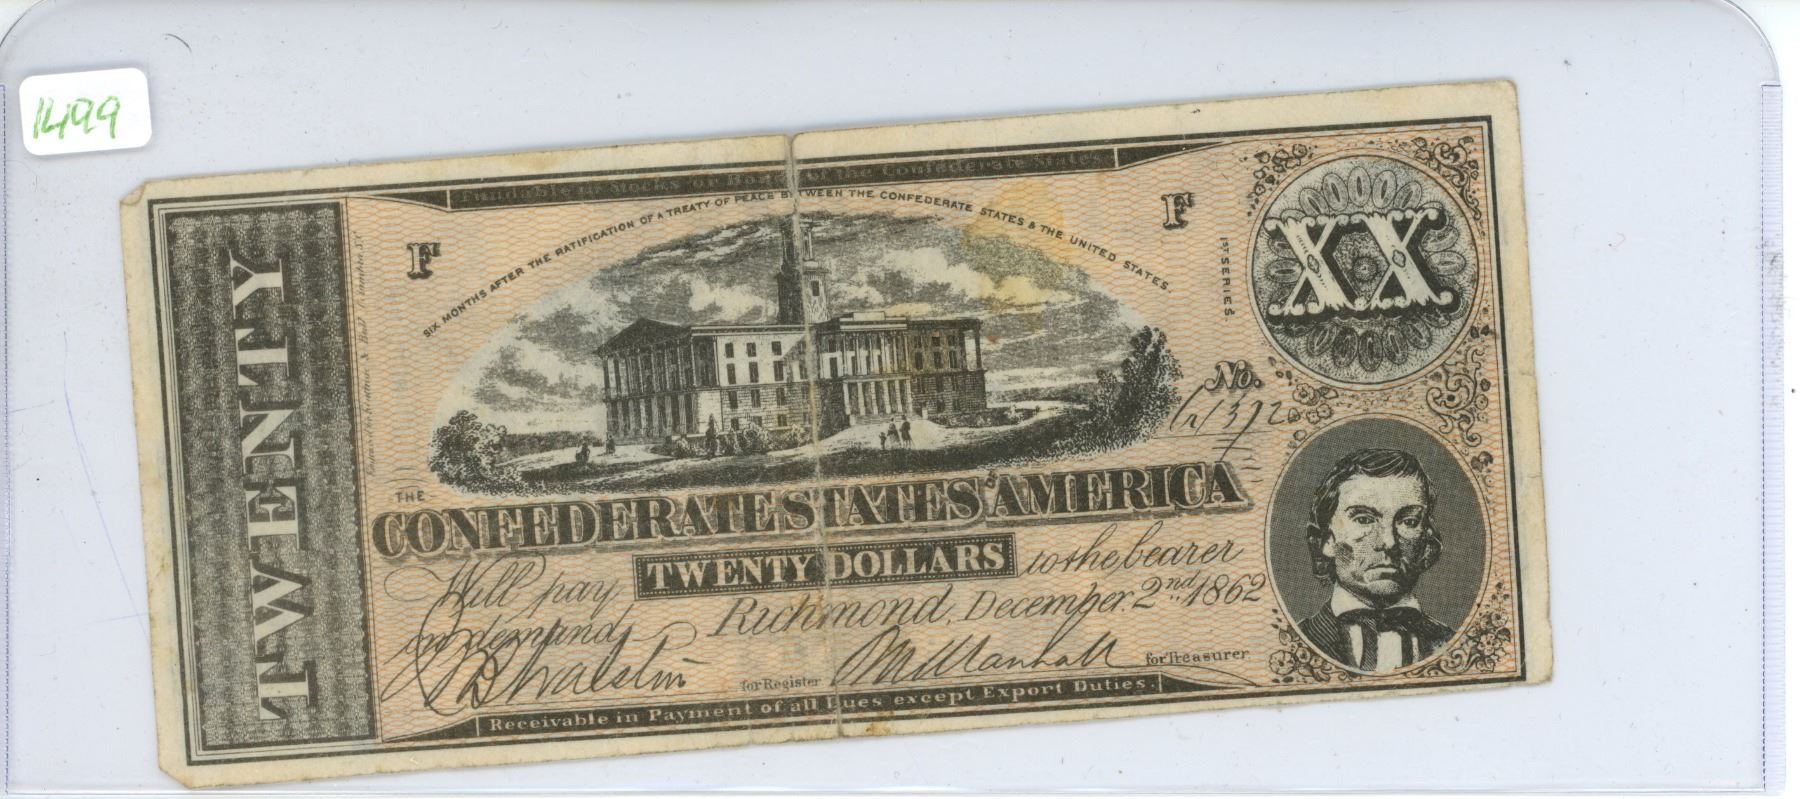 1499
Fundable in Stocks or Bonds of the Confederate States
SIX MONTHS AFTER THE RATIFICATION OF A TREATY OF PEACE BETWEEN THE CONFEDERATE STATES & THE UNITED STATES
F
F
1ST SERIES.
XX
TWENTY
No.
THE
CONFEDERATE STATES OF AMERICA
Will pay TWENTY DOLLARS to the bearer
on demand, Richmond, December. 2nd. 1862
for Register
for Treasurer
Receivable in Payment of all Dues except Export Duties.